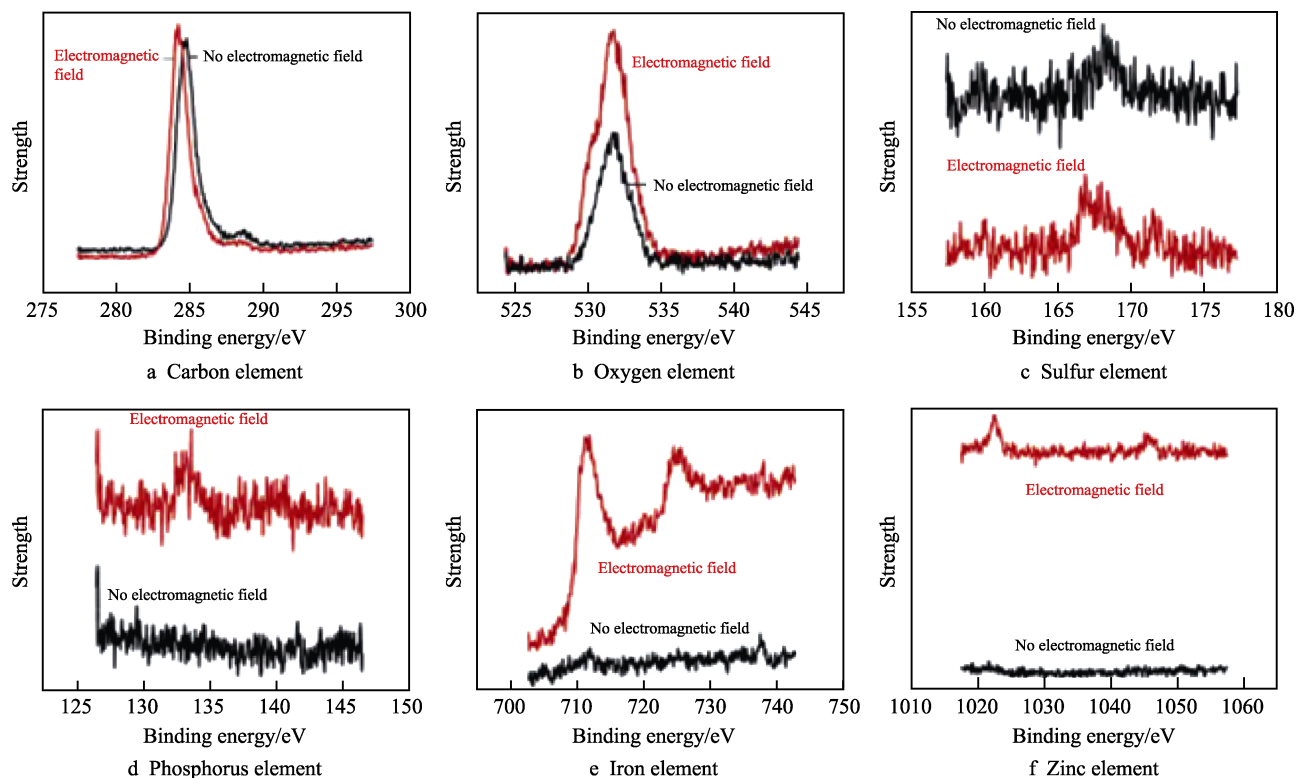 Electromagnetic
field
No electromagnetic field
Strength
275 280 285 290 295 300
Binding energy/eV
a Carbon element
Electromagnetic field
No electromagnetic field
Strength
525 530 535 540 545
Binding energy/eV
b Oxygen element
No electromagnetic field
Electromagnetic field
Strength
155 160 165 170 175 180
Binding energy/eV
c Sulfur element
Electromagnetic field
No electromagnetic field
Strength
125 130 135 140 145 150
Binding energy/eV
d Phosphorus element
Electromagnetic field
No electromagnetic field
Strength
700 710 720 730 740 750
Binding energy/eV
e Iron element
Electromagnetic field
No electromagnetic field
Strength
1010 1020 1030 1040 1050 1060
Binding energy/eV
f Zinc element